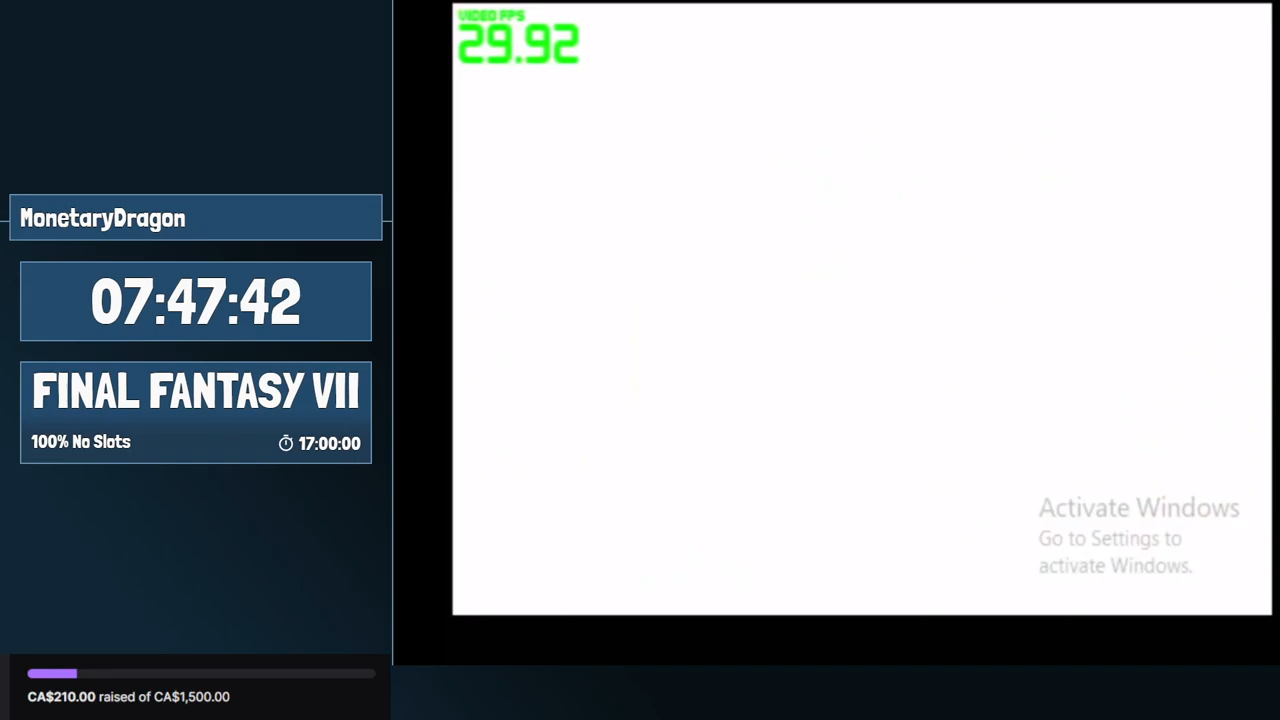 MonetaryDragon
07:47:42
FINAL FANTASY VII
100% No Slots
17:00:00
CA$210.00 raised of CA$1,500.00
VIDEO FPS
29.92
Activate Windows
Go to Settings to
activate Windows.